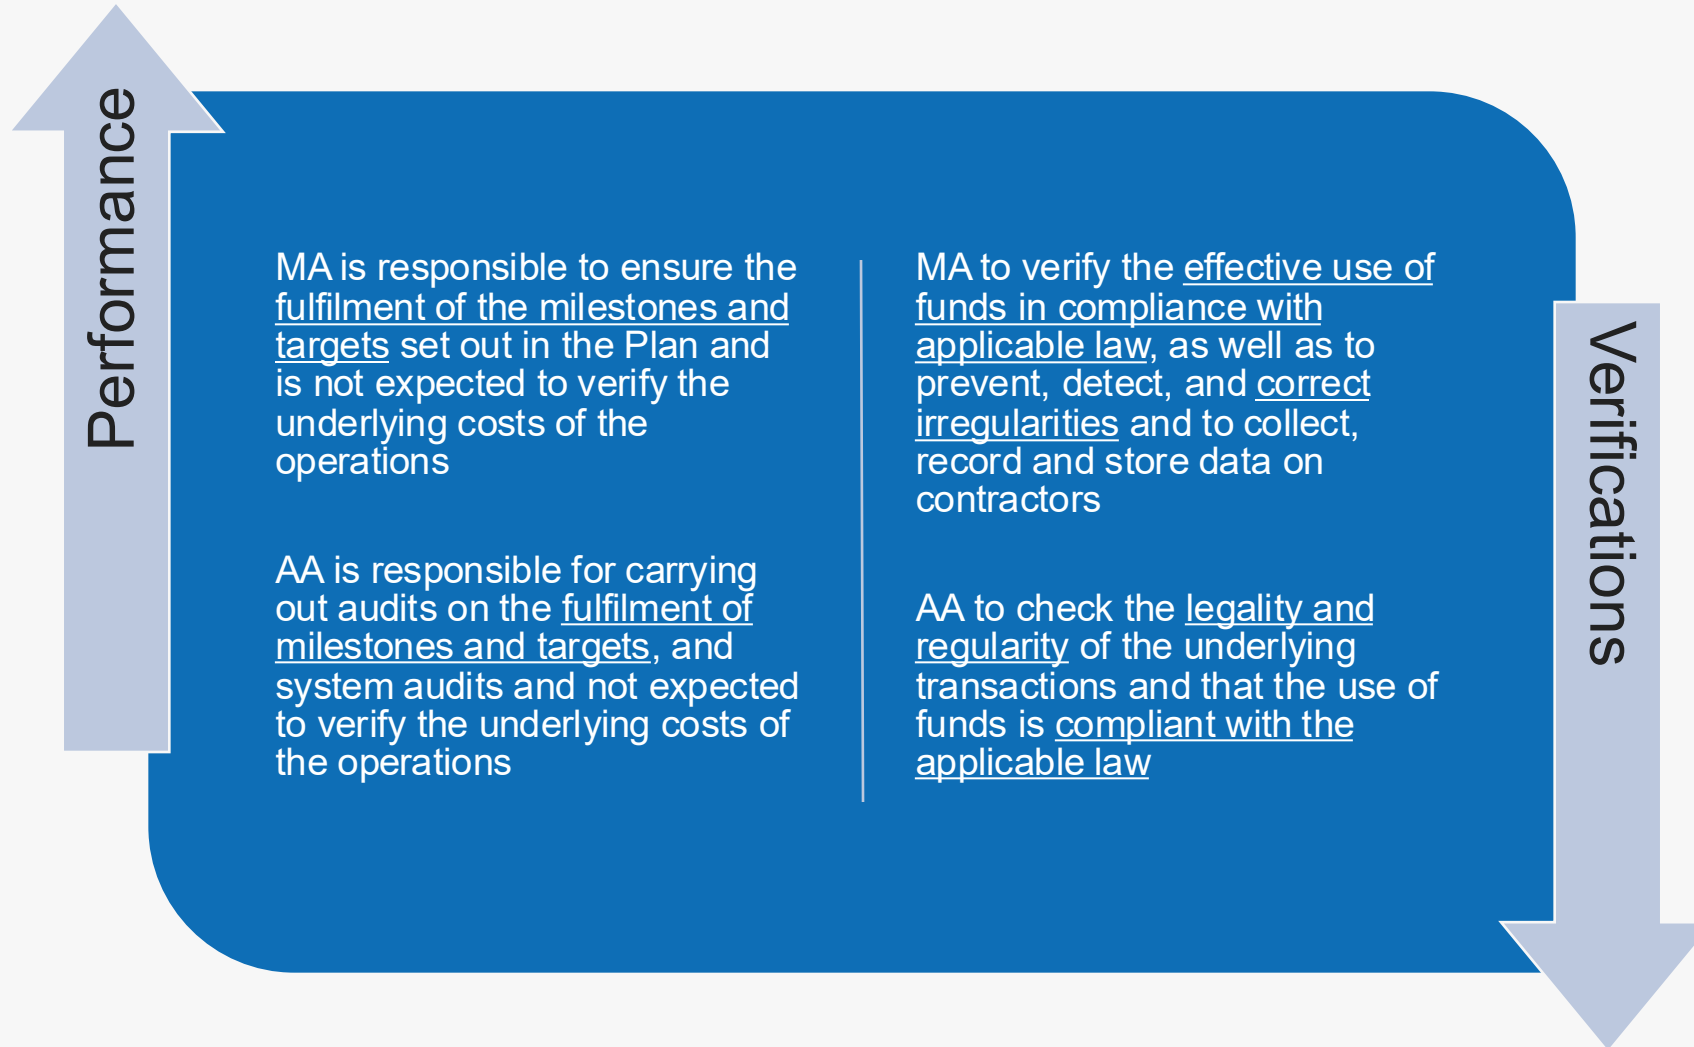 Performance
MA is responsible to ensure the
fulfilment of the milestones and
targets set out in the Plan and
is not expected to verify the
underlying costs of the
operations
AA is responsible for carrying
out audits on the fulfilment of
milestones and targets, and
system audits and not expected
to verify the underlying costs of
the operations
MA to verify the effective use of
funds in compliance with
applicable law, as well as to
prevent, detect, and correct
irregularities and to collect,
record and store data on
contractors
AA to check the legality and
regularity of the underlying
transactions and that the use of
funds is compliant with the
applicable law
Verifications